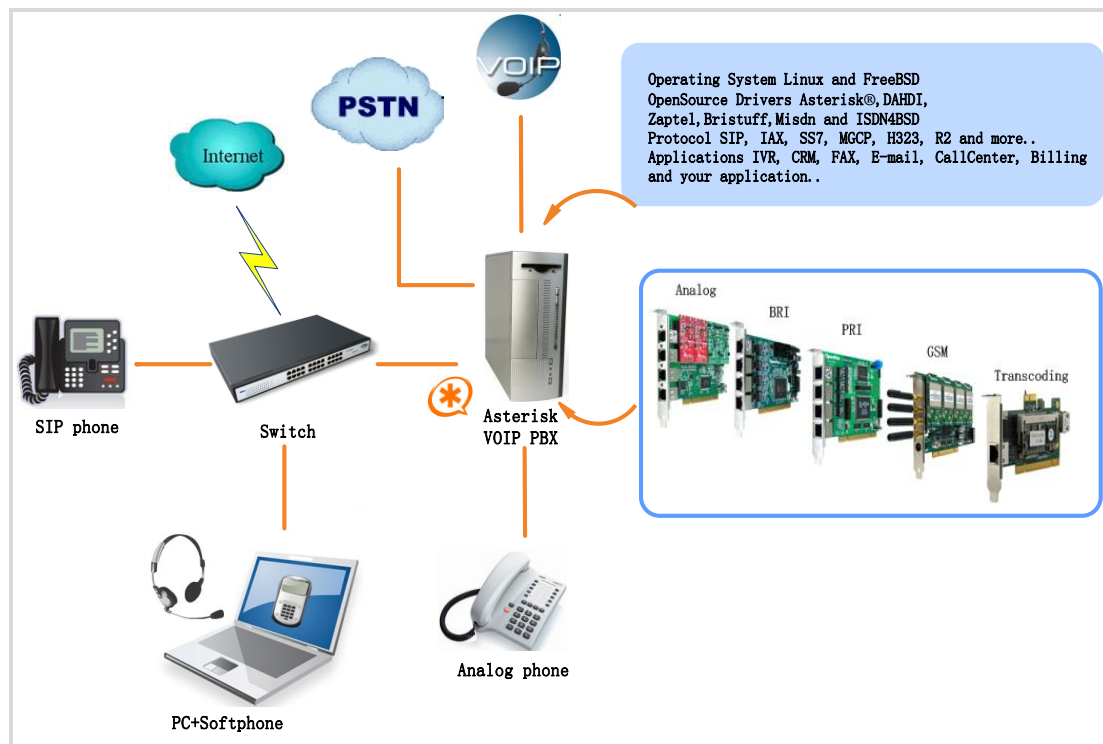 VOIP
PSTN
Internet
Operating System Linux and FreeBSD
OpenSource Drivers Asterisk®,DAHDI,
Zaptel,Bristuff,Misdn and ISDN4BSD
Protocol SIP, IAX, SS7, MGCP, H323, R2 and more..
Applications IVR, CRM, FAX, E-mail, CallCenter, Billing
and your application..
Analog
BRI
PRI
GSM
Transcoding
SIP phone
Switch
Asterisk
VOIP PBX
Analog phone
PC+Softphone